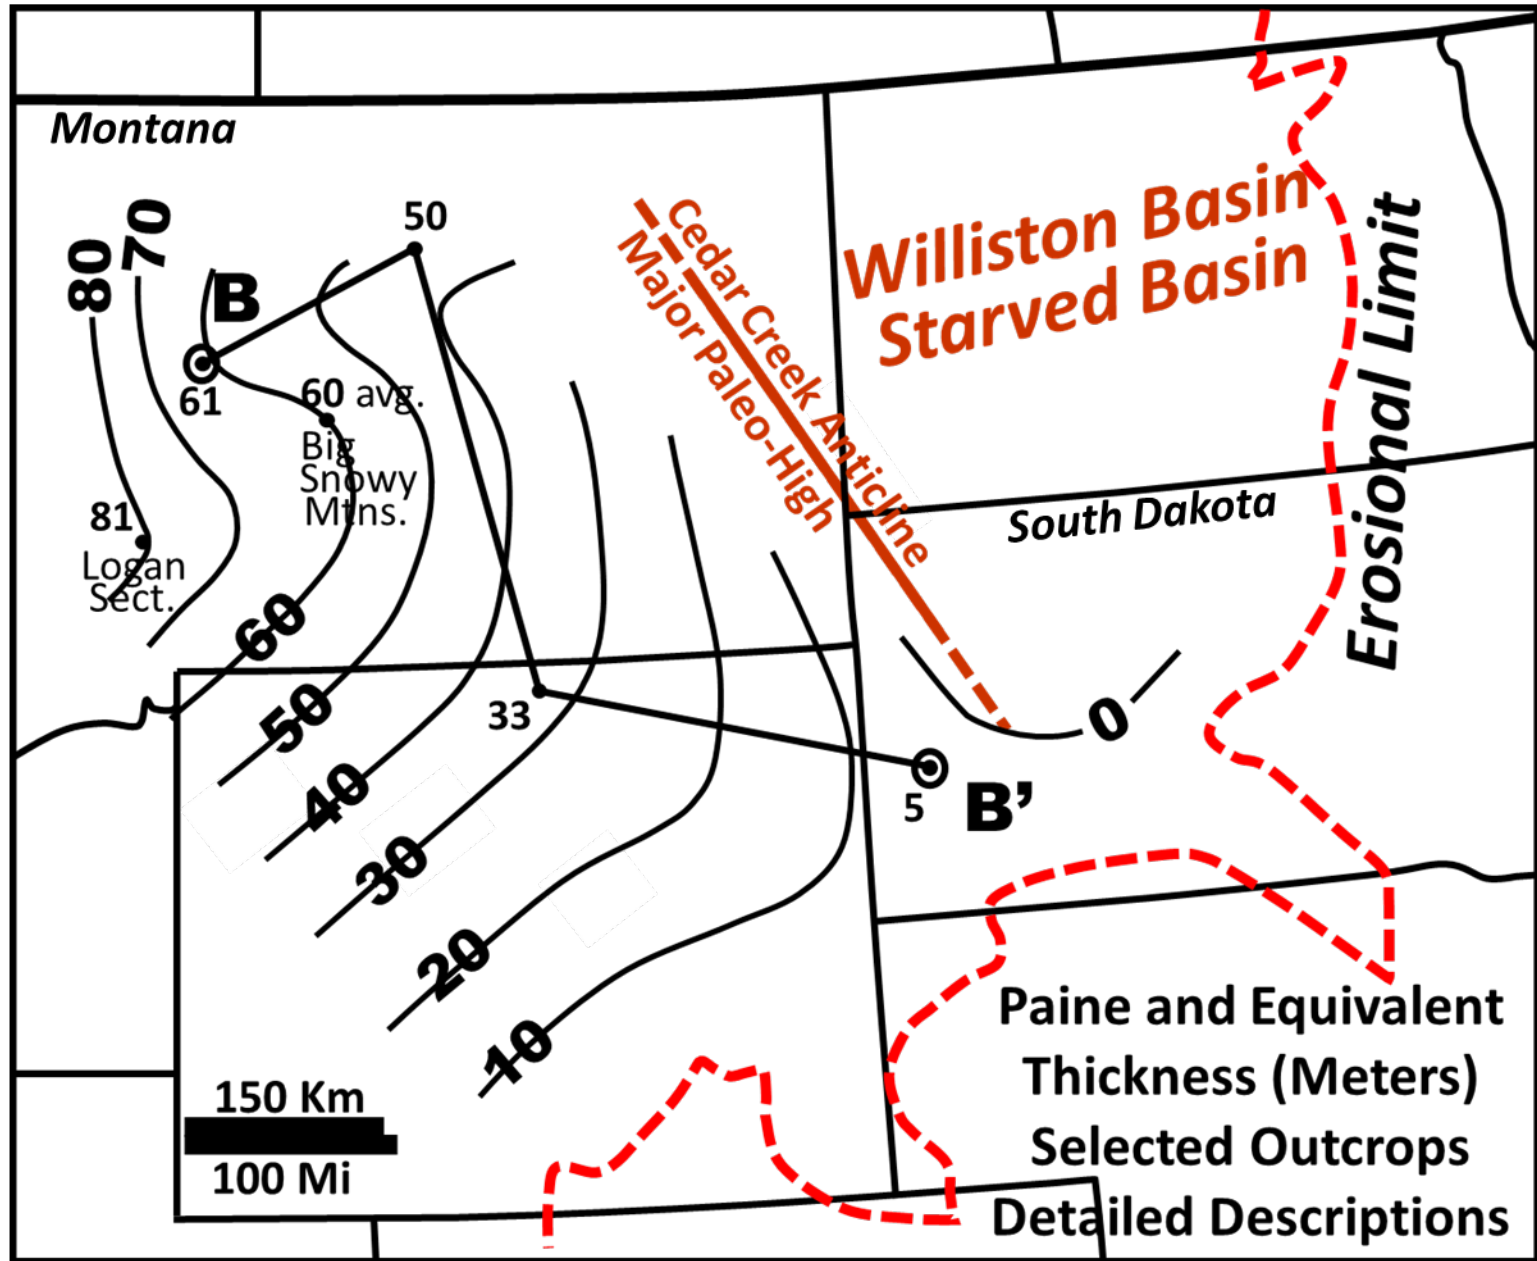 Montana
80
70
B
50
61
60 avg.
Big
Snowy
Mtns.
81
Logan
Sect.
Cedar Creek Anticline
Major Paleo-High
Williston Basin
Starved Basin
Erosional Limit
South Dakota
60
50
40
30
20
10
33
0
5
B’
150 Km
100 Mi
Paine and Equivalent
Thickness (Meters)
Selected Outcrops
Detailed Descriptions